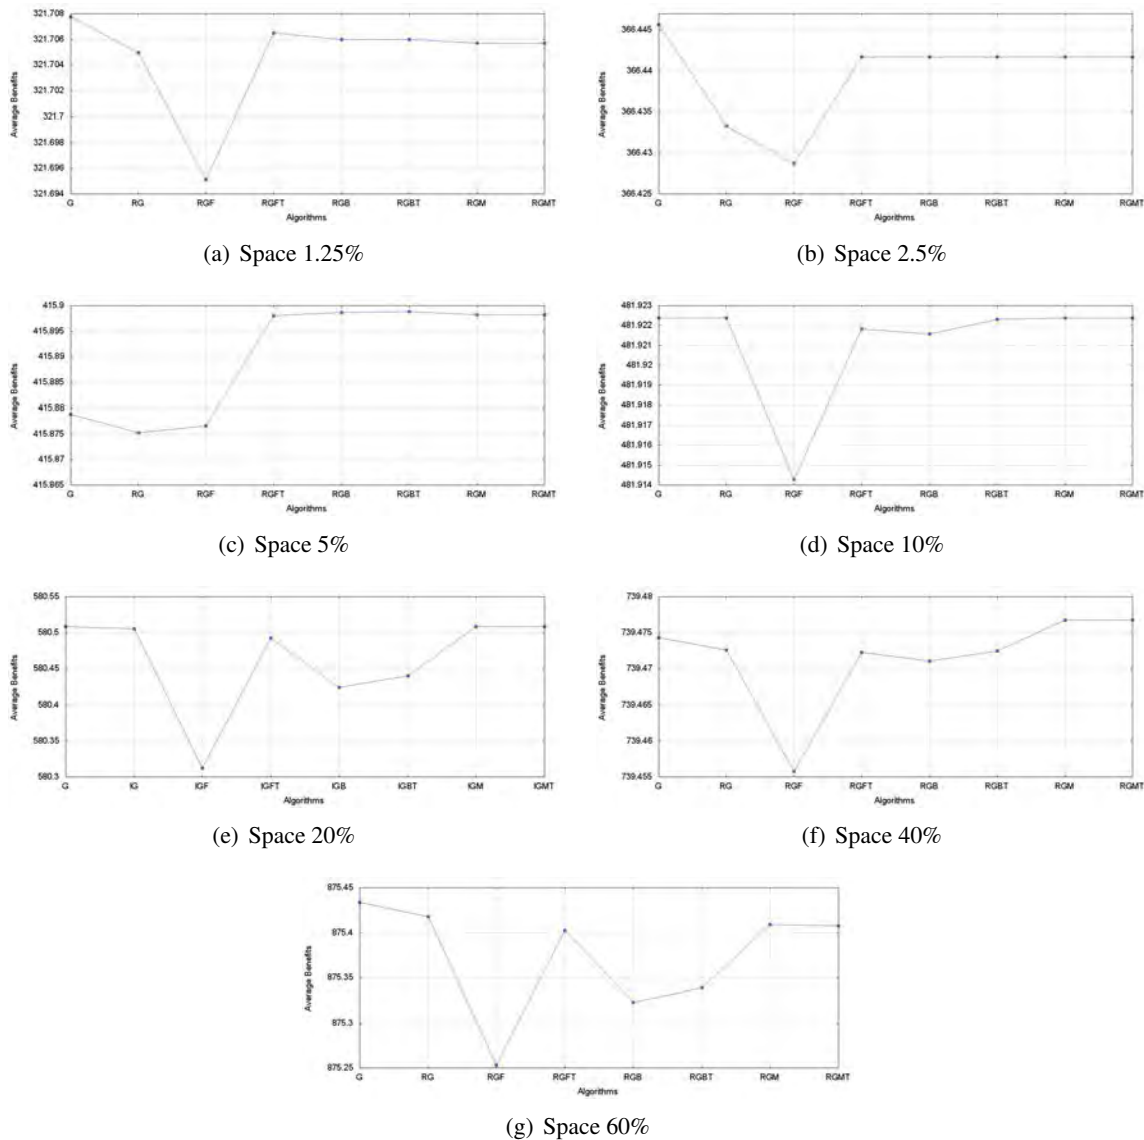 321.708
321.706
321.704
321.702
321.7
321.698
321.696
321.694
Average Benefits
G RG RGF RGFT RGB RGBT RGM RGMT
Algorithms
(a) Space 1.25%
366.445
366.44
366.435
366.43
366.425
Average Benefits
G RG RGF RGFT RGB RGBT RGM RGMT
Algorithms
(b) Space 2.5%
415.9
415.895
415.89
415.885
415.88
415.875
415.87
415.865
Average Benefits
G RG RGF RGFT RGB RGBT RGM RGMT
Algorithms
(c) Space 5%
481.923
481.922
481.921
481.92
481.919
481.918
481.917
481.916
481.915
481.914
Average Benefits
G RG RGF RGFT RGB RGBT RGM RGMT
Algorithms
(d) Space 10%
580.55
580.5
580.45
580.4
580.35
580.3
Average Benefits
G IG IGF IGFT IGB IGBT IGM IGMT
Algorithms
(e) Space 20%
739.48
739.475
739.47
739.465
739.46
739.455
Average Benefits
G RG RGF RGFT RGB RGBT RGM RGMT
Algorithms
(f) Space 40%
875.45
875.4
875.35
875.3
875.25
Average Benefits
G RG RGF RGFT RGB RGBT RGM RGMT
Algorithms
(g) Space 60%